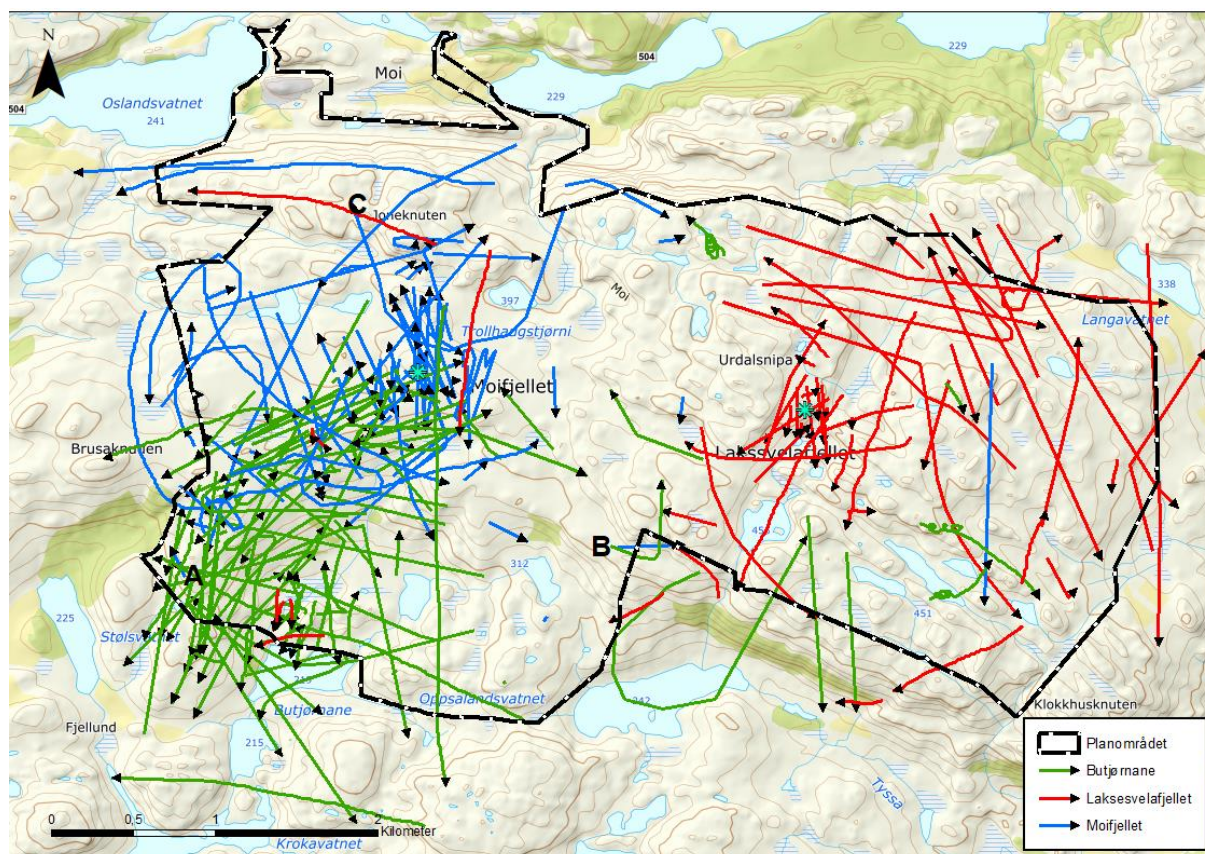 N
Moi
504
229
229
Oslandsvatnet
241
504
C
Joneknuten
Moi
397
Trollhaugstjørni
338
Langavatnet
Urdalsnipa
Moifjellet
Brusaknuten
Lakssvelafjellet
B
312
A
225
Stølsvatnet
451
Butjørnane
Oppsalandsvatnet
242
Fjellund
215
Klokkhusknuten
Tyssa
Planområdet
Butjørnane
Laksesvelafjellet
Moifjellet
0 0,5 1 2
Kilometer
Krokavatnet